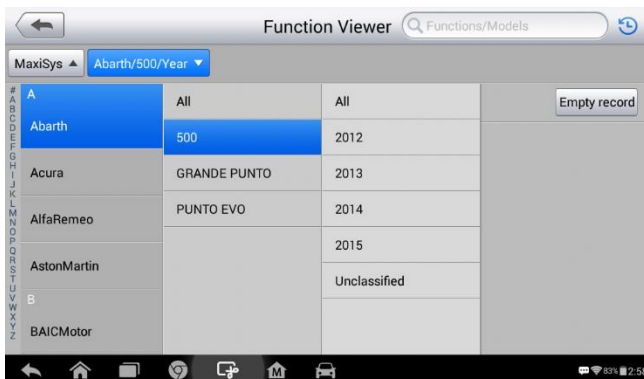 Function Viewer
Functions/Models
MaxiSys ▲
Abarth/500/Year ▼
#
A
B
C
D
E
F
G
H
I
J
K
L
M
N
O
P
Q
R
S
T
U
V
W
X
Y
Z
A
Abarth
Acura
AlfaRemeo
AstonMartin
B
BAICMotor
All
500
GRANDE PUNTO
PUNTO EVO
All
2012
2013
2014
2015
Unclassified
Empty record
M
83%